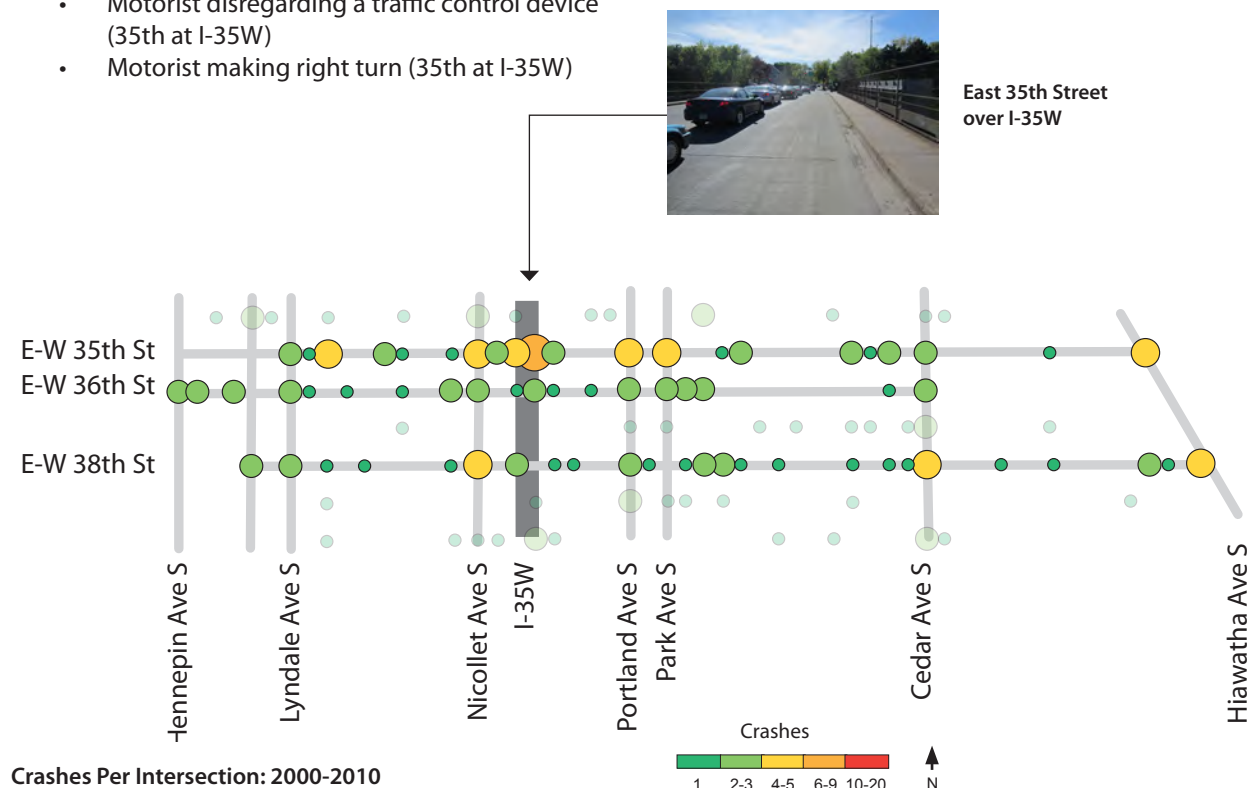 • Motorist disregarding a traffic control device
(35th at I-35W)
• Motorist making right turn (35th at I-35W)
East 35th Street
over I-35W
E-W 35th St
E-W 36th St
E-W 38th St
Hennepin Ave S
Lyndale Ave S
Nicollet Ave S
I-35W
Portland Ave S
Park Ave S
Cedar Ave S
Hiawatha Ave S
Crashes
1 2-3 4-5 6-9 10-20
N
Crashes Per Intersection: 2000-2010